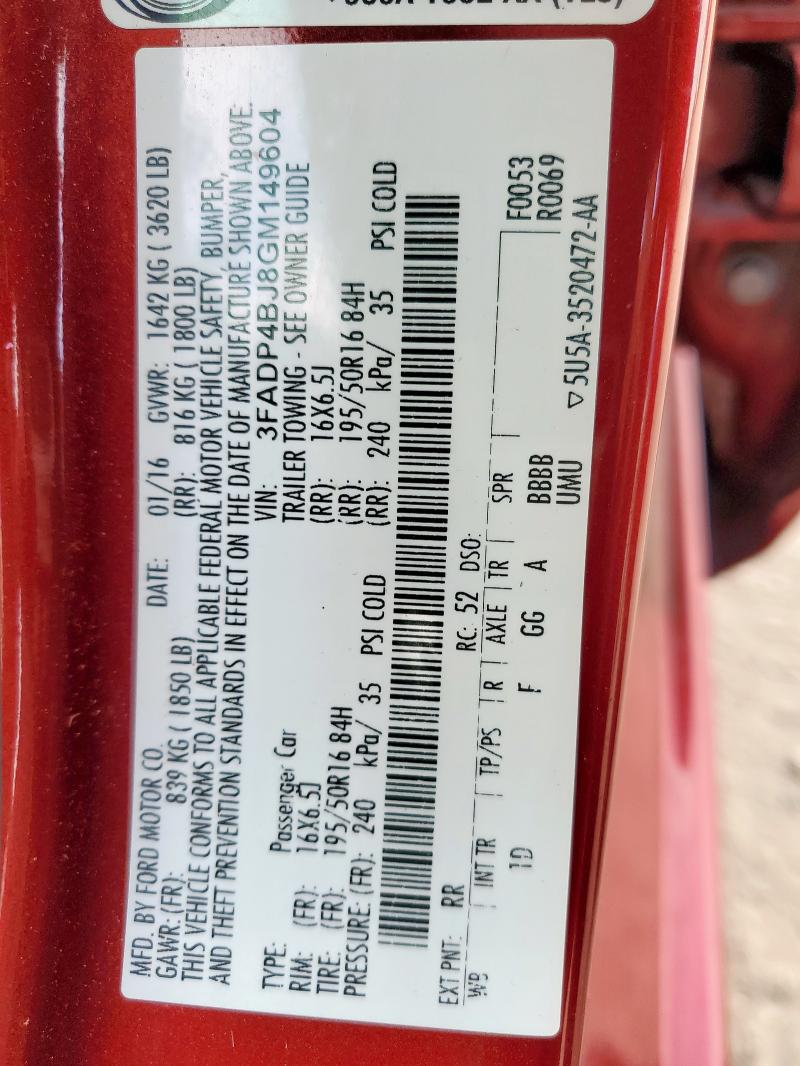 MFD. BY FORD MOTOR CO.
DATE: 01/16 GVWR: 1642 KG ( 3620 LB)
GAWR: (FR): 839 KG ( 1850 LB) (RR): 816 KG ( 1800 LB)
THIS VEHICLE CONFORMS TO ALL APPLICABLE FEDERAL MOTOR VEHICLE SAFETY, BUMPER,
AND THEFT PREVENTION STANDARDS IN EFFECT ON THE DATE OF MANUFACTURE SHOWN ABOVE.
VIN: 3FADP4BJ8GM149604
TYPE: Passenger Car TRAILER TOWING - SEE OWNER GUIDE
RIM: (FR): 16X6.5J (RR): 16X6.5J
TIRE: (FR): 195/50R16 84H (RR): 195/50R16 84H
PRESSURE: (FR): 240 kPa/ 35 PSI COLD (RR): 240 kPa/ 35 PSI COLD
EXT PNT: RR RC: 52 DSO:
WB INT TR TP/PS R AXLE TR SPR
F0053
1D F GG A BBBB R0069
UMU
▽5U5A-3520472-AA